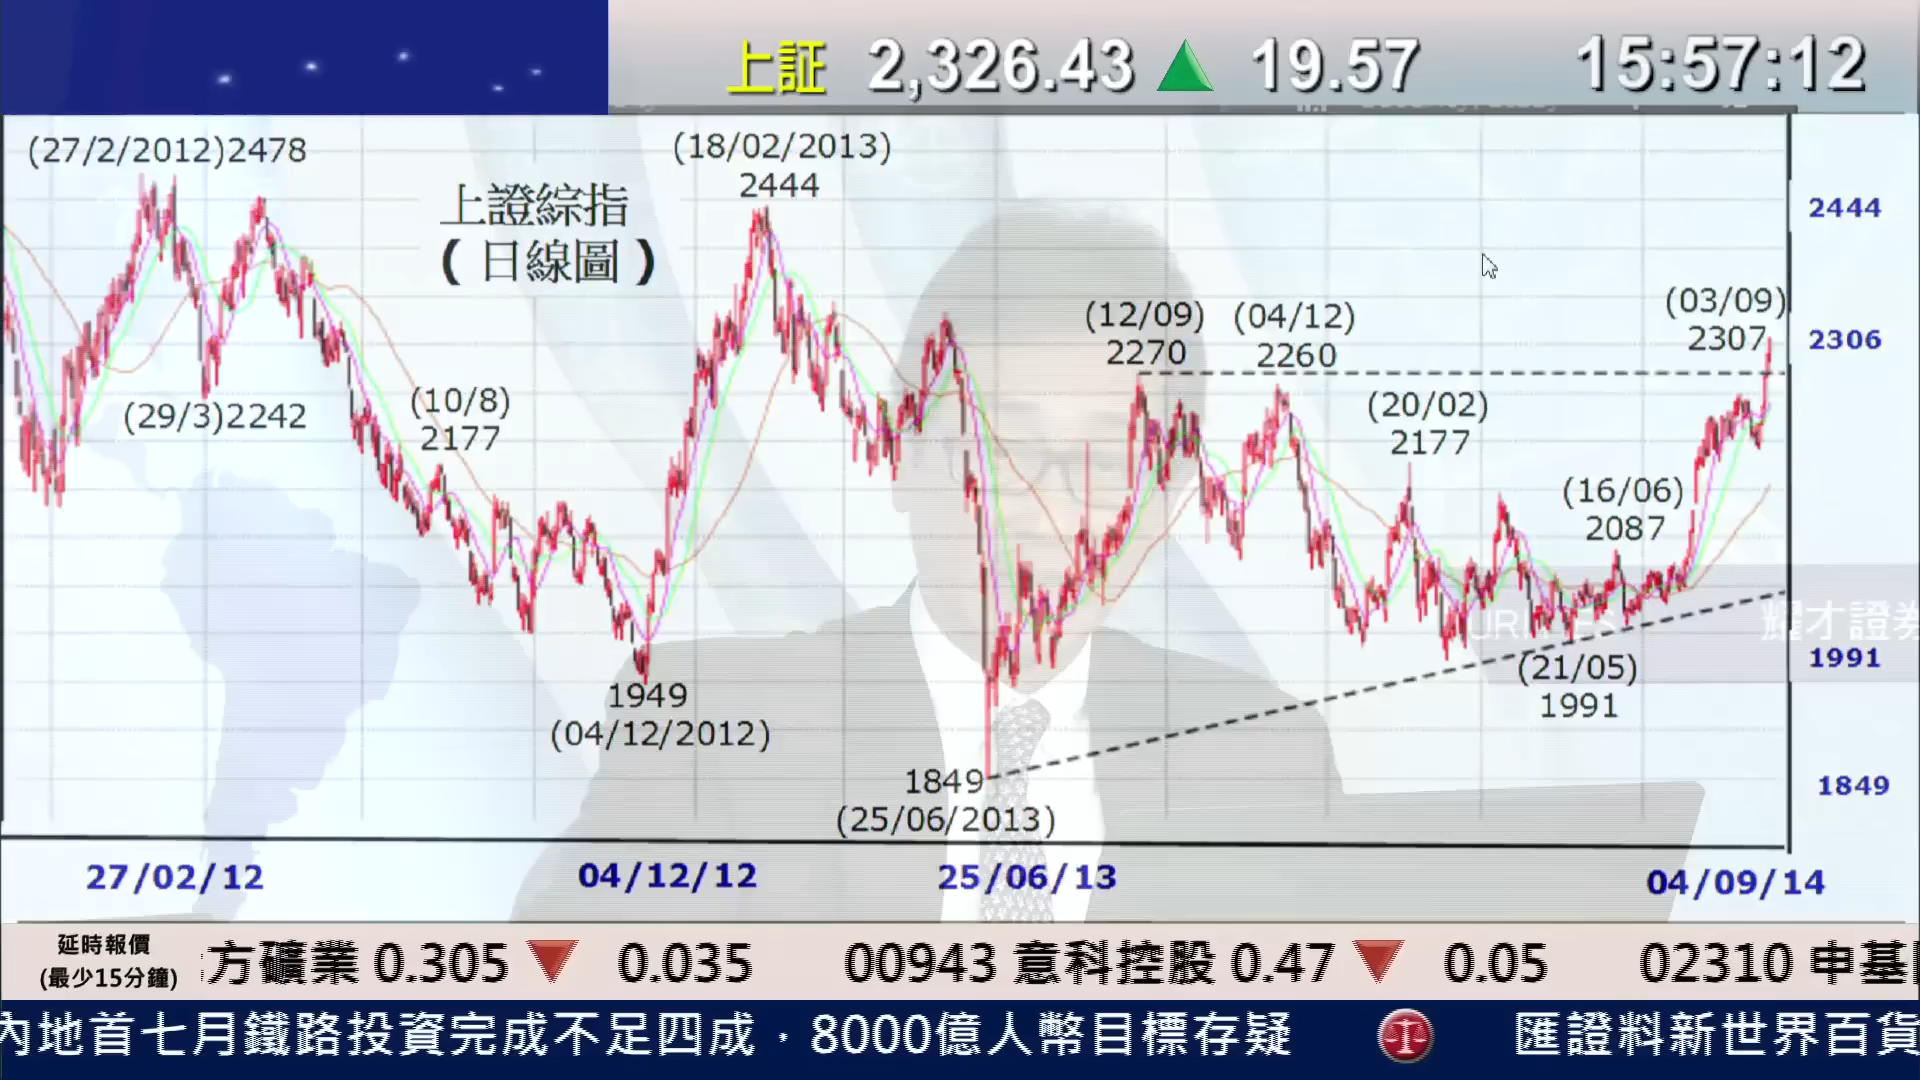 上証 2,326.43 ▲ 19.57 15:57:12
(27/2/2012)2478
(18/02/2013)
2444
上證綜指
(日線圖)
2444
(12/09)
2270
(04/12)
2260
(03/09)
2307
2306
(29/3)2242
(10/8)
2177
(20/02)
2177
(16/06)
2087
耀才證券
1991
(21/05)
1991
1949
(04/12/2012)
1849
(25/06/2013)
1849
27/02/12 04/12/12 25/06/13 04/09/14
延時報價
(最少15分鐘)
方礦業 0.305 ▼ 0.035 00943 意科控股 0.47 ▼ 0.05 02310 申基
內地首七月鐵路投資完成不足四成，8000億人幣目標存疑 匯證料新世界百貨